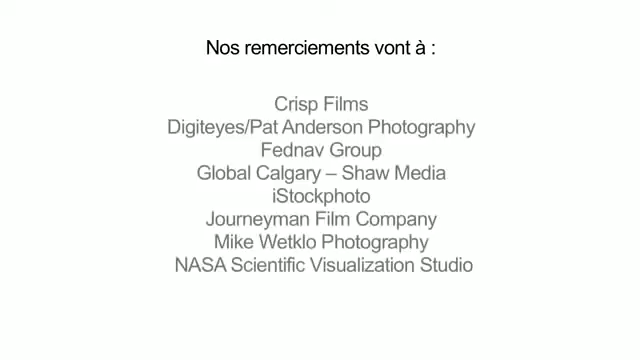 Nos remerciements vont à :
Crisp Films
Digiteyes/Pat Anderson Photography
Fednav Group
Global Calgary – Shaw Media
iStockphoto
Journeyman Film Company
Mike Wetklo Photography
NASA Scientific Visualization Studio